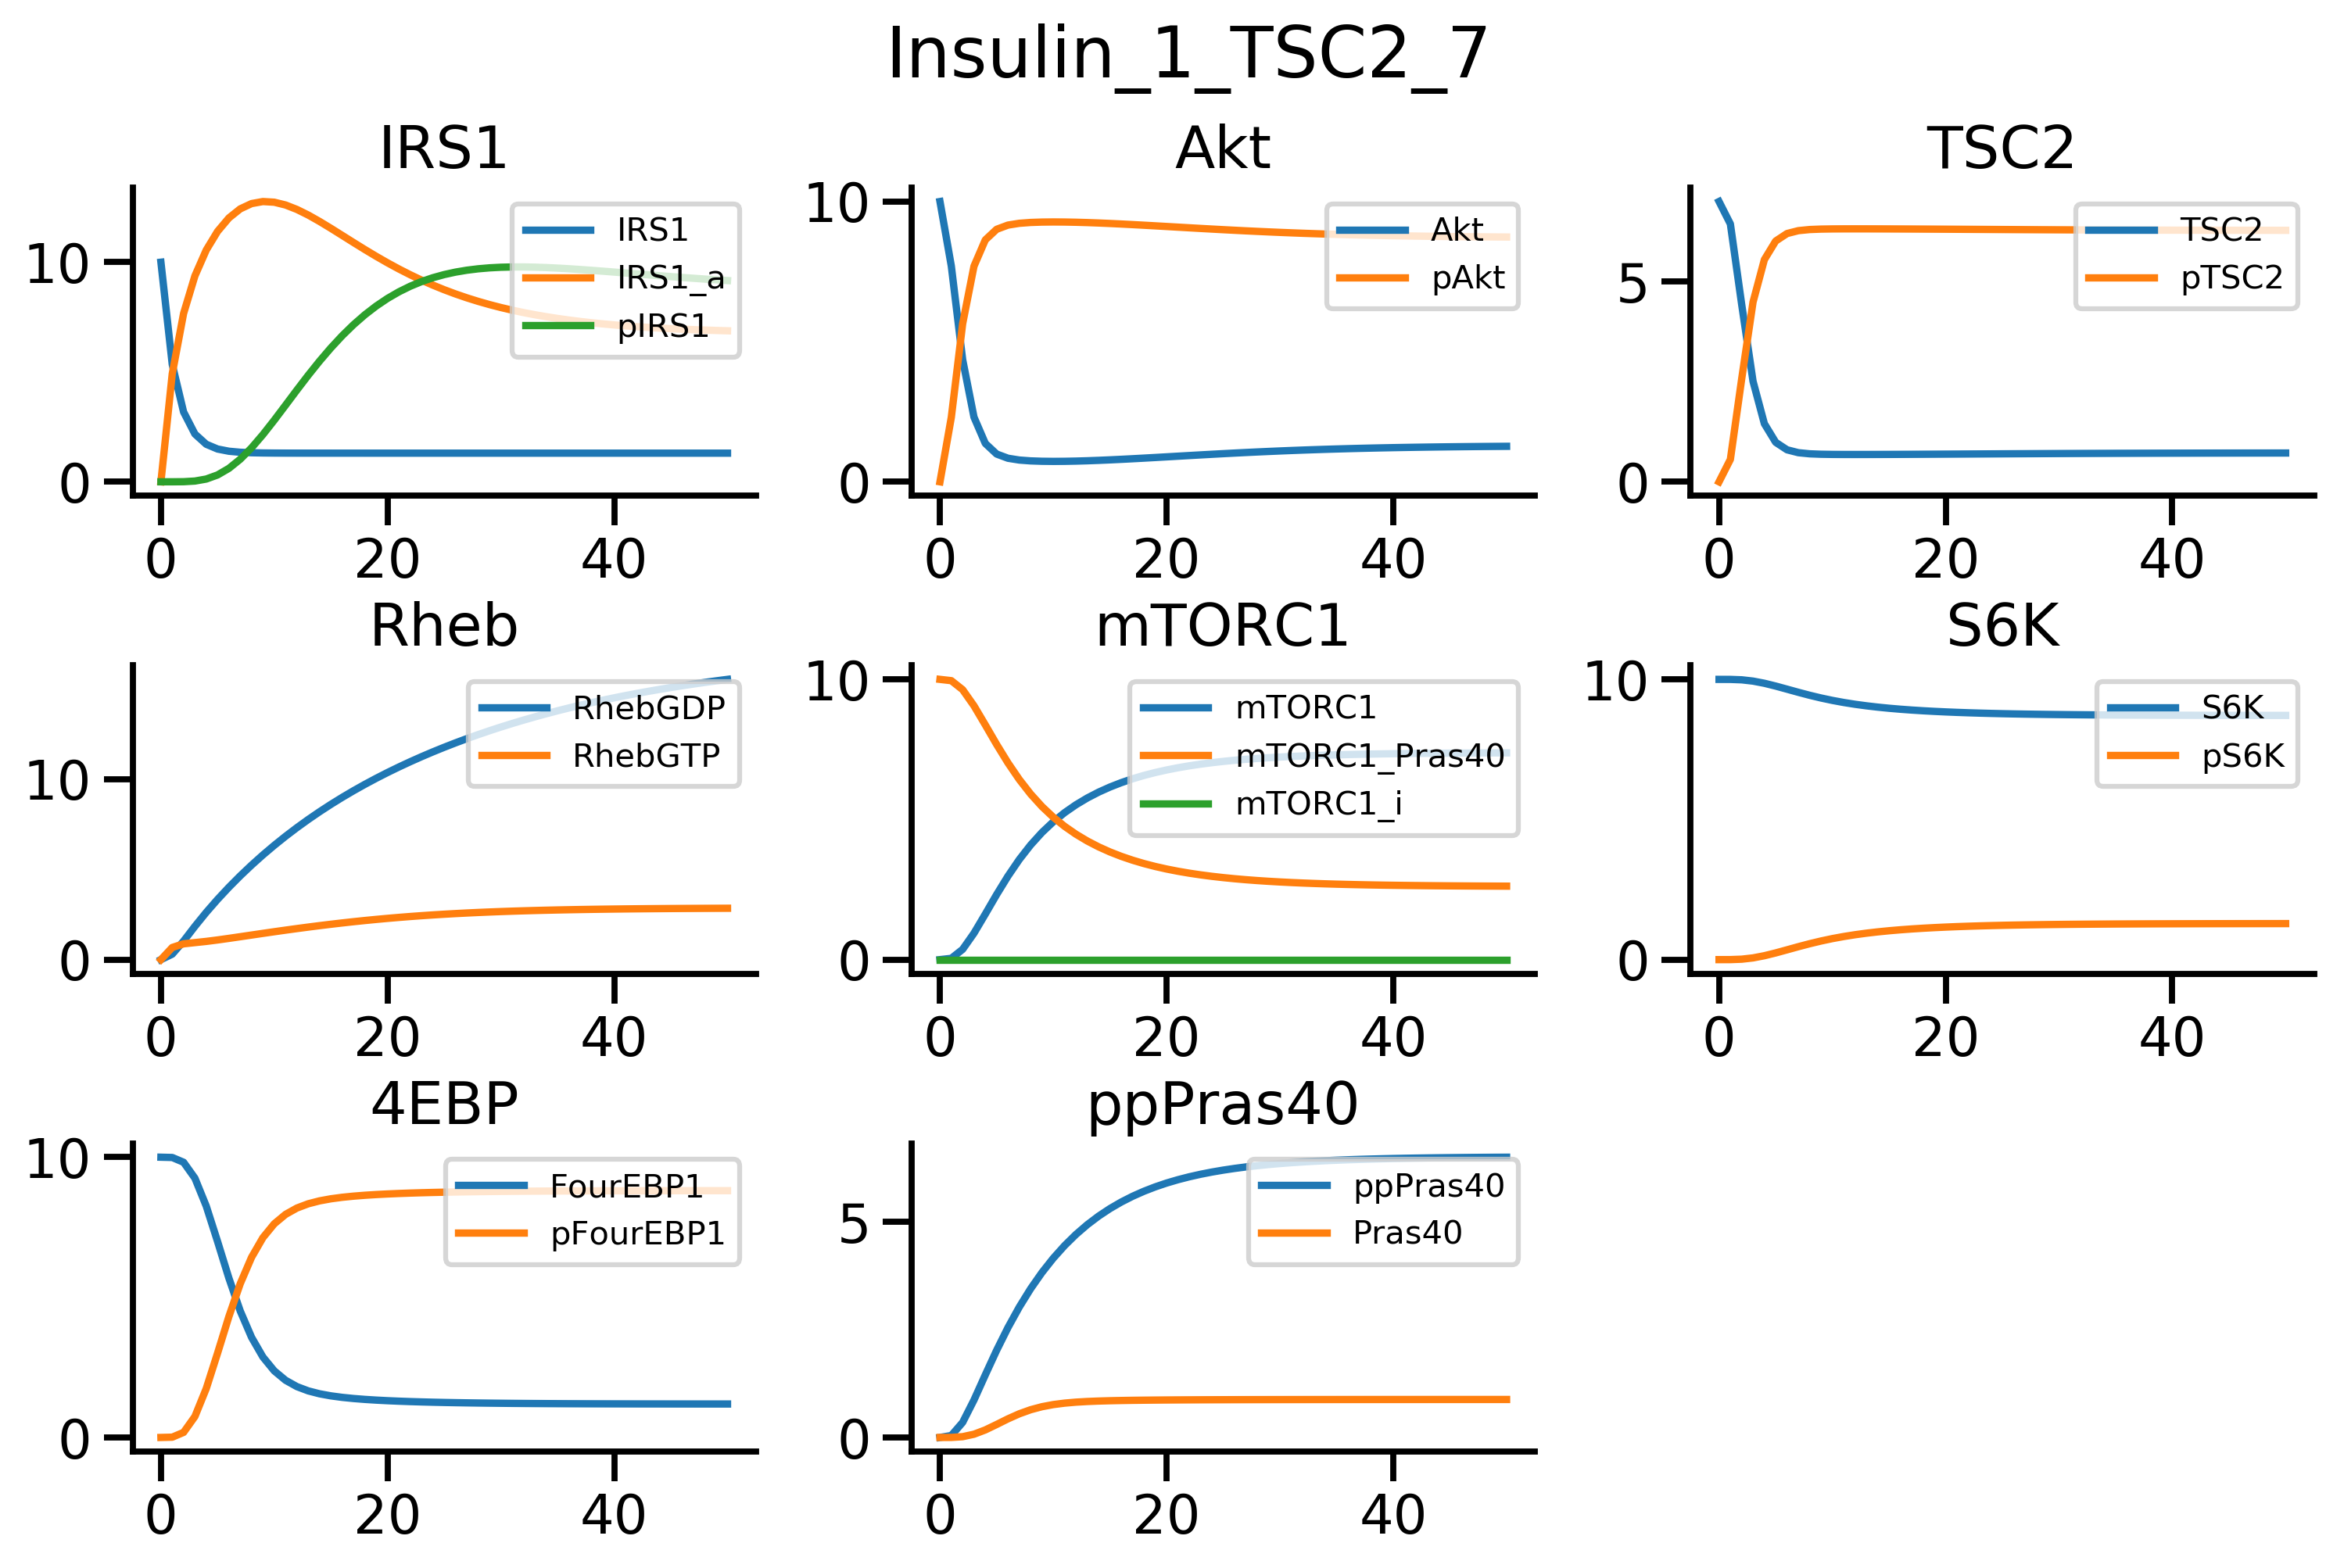 Insulin_1_TSC2_7
IRS1
10
0
0 20 40
IRS1
IRS1_a
pIRS1
Akt
10
0
0 20 40
Akt
pAkt
TSC2
5
0
0 20 40
TSC2
pTSC2
Rheb
10
0
0 20 40
RhebGDP
RhebGTP
mTORC1
10
0
0 20 40
mTORC1
mTORC1_Pras40
mTORC1_i
S6K
10
0
0 20 40
S6K
pS6K
4EBP
10
0
0 20 40
FourEBP1
pFourEBP1
ppPras40
5
0
0 20 40
ppPras40
Pras40